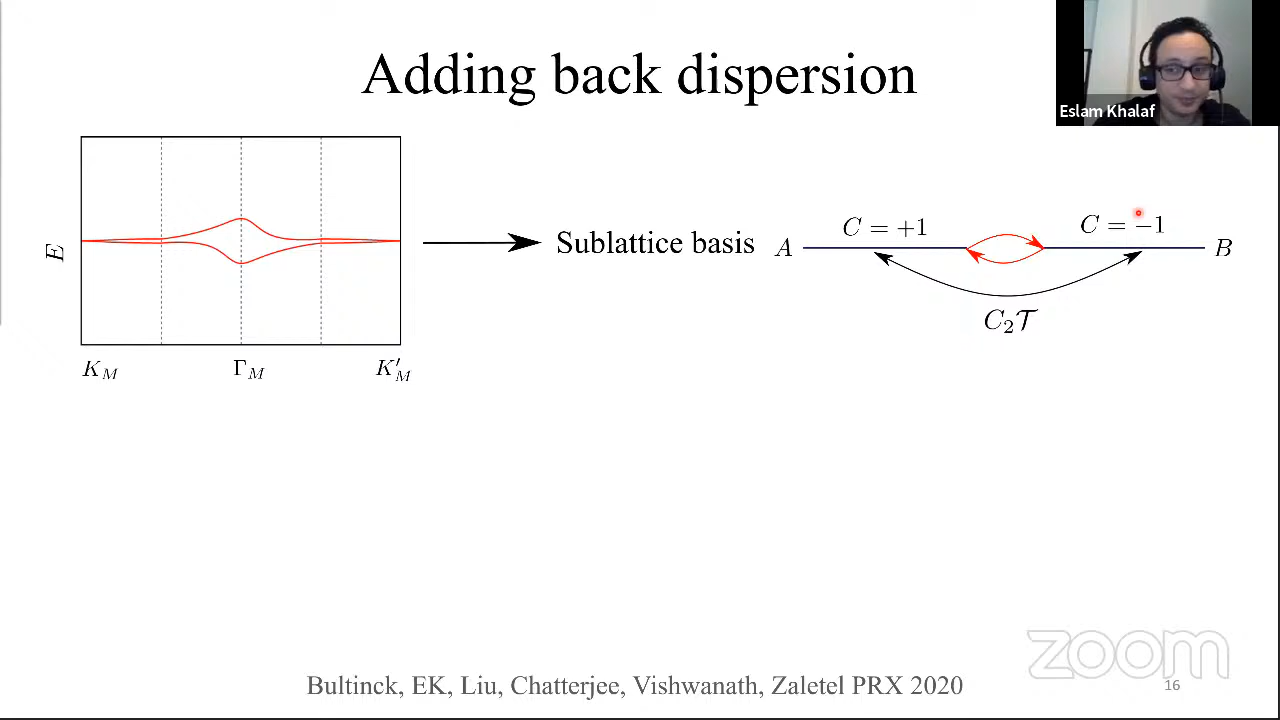 Adding back dispersion
Eslam Khalaf
E
K_M
Γ_M
K'_M
Sublattice basis
A
C = +1
C = −1
B
C₂𝒯
zoom
Bultinck, EK, Liu, Chatterjee, Vishwanath, Zaletel PRX 2020
16